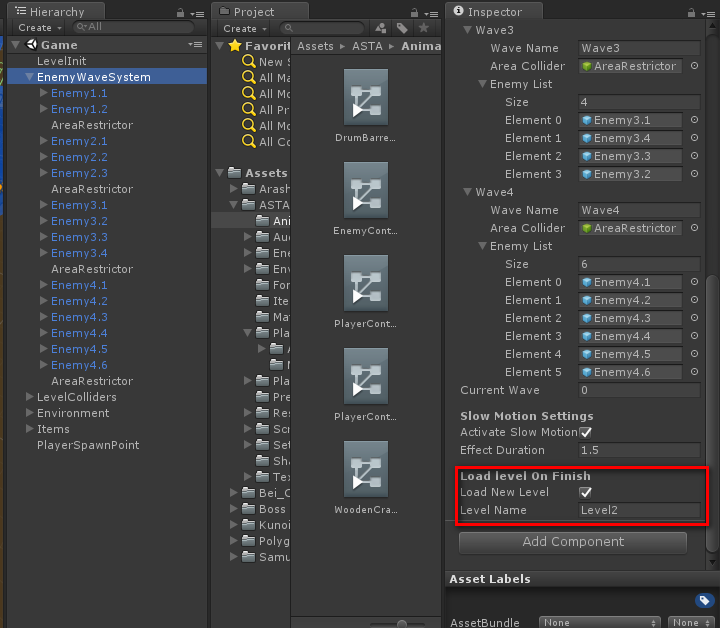 Hierarchy
Create
All
Game
LevelInit
EnemyWaveSystem
Enemy1.1
Enemy1.2
AreaRestrictor
Enemy2.1
Enemy2.2
Enemy2.3
AreaRestrictor
Enemy3.1
Enemy3.2
Enemy3.3
Enemy3.4
AreaRestrictor
Enemy4.1
Enemy4.2
Enemy4.3
Enemy4.4
Enemy4.5
Enemy4.6
AreaRestrictor
LevelColliders
Environment
Items
PlayerSpawnPoint
Project
Create
Favorit
New S
All Ma
All Mo
All Pr
All Mo
All Co
Assets
Arash
ASTA
Ani
Aud
Ene
Env
Fon
Ite
Mat
Pla
A
M
Pla
Pre
Res
Scr
Set
Sha
Tex
Bei_C
Boss
Kunoi
Polyg
Samu
Assets ▸ ASTA ▸ Anima
DrumBarre...
EnemyCont...
PlayerCont...
PlayerCont...
WoodenCra...
Inspector
Wave3
Wave Name Wave3
Area Collider AreaRestrictor
Enemy List
Size 4
Element 0 Enemy3.1
Element 1 Enemy3.4
Element 2 Enemy3.3
Element 3 Enemy3.2
Wave4
Wave Name Wave4
Area Collider AreaRestrictor
Enemy List
Size 6
Element 0 Enemy4.1
Element 1 Enemy4.2
Element 2 Enemy4.3
Element 3 Enemy4.4
Element 4 Enemy4.5
Element 5 Enemy4.6
Current Wave 0
Slow Motion Settings
Activate Slow Motion
Effect Duration 1.5
Load level On Finish
Load New Level
Level Name Level2
Add Component
Asset Labels
AssetBundle None None